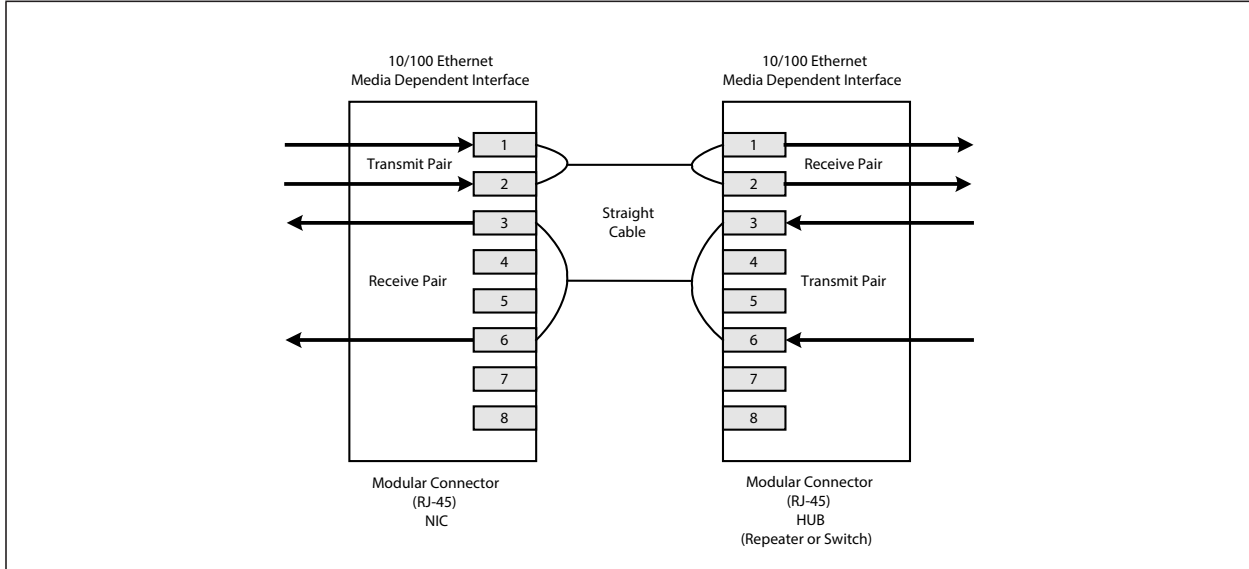 10/100 Ethernet
Media Dependent Interface
10/100 Ethernet
Media Dependent Interface
1
Transmit Pair
2
3
4
Receive Pair
5
6
7
8
Straight
Cable
1
Receive Pair
2
3
4
Transmit Pair
5
6
7
8
Modular Connector
(RJ-45)
NIC
Modular Connector
(RJ-45)
HUB
(Repeater or Switch)